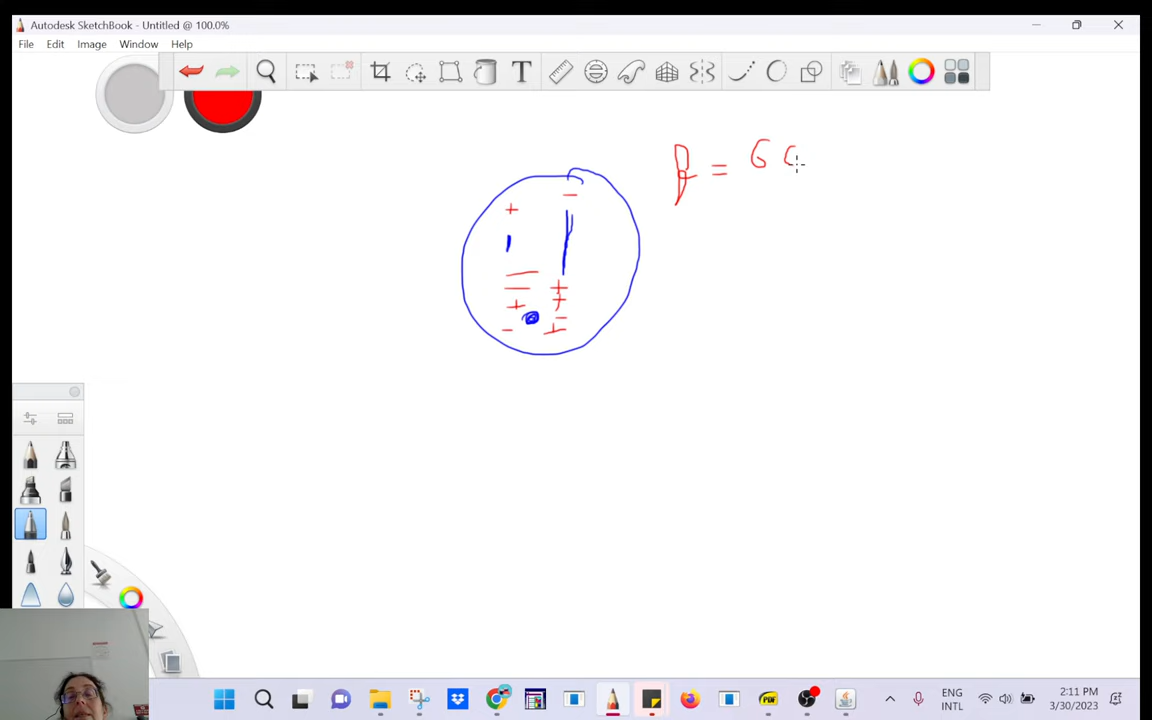 Autodesk SketchBook - Untitled @ 100.0%
File Edit Image Window Help
T
+ -
= 6
- +
- +
+ -
- +
ENG
INTL
2:11 PM
3/30/2023
PDF